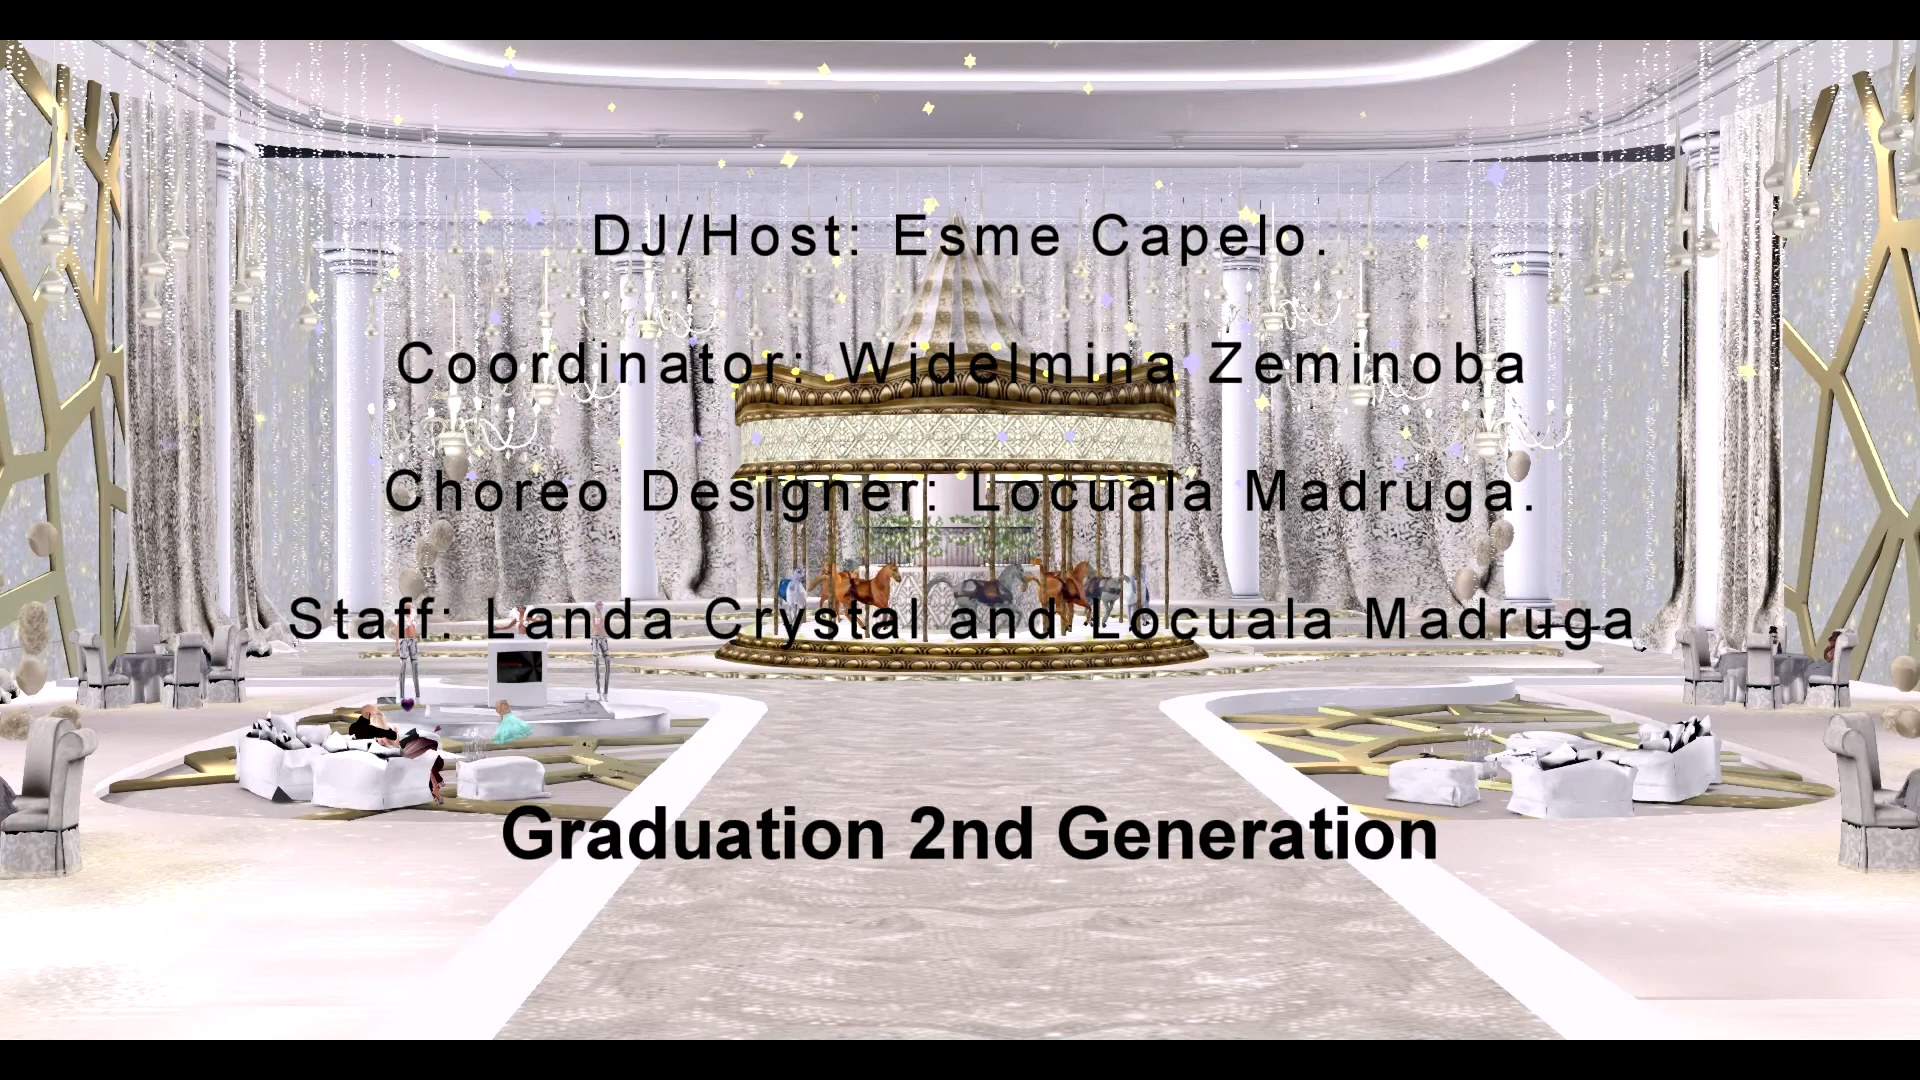 DJ/Host: Esme Capelo.
Coordinator: Widelmina Zeminoba
Choreo Designer: Locuala Madruga.
Staff: Landa Crystal and Locuala Madruga
Graduation 2nd Generation